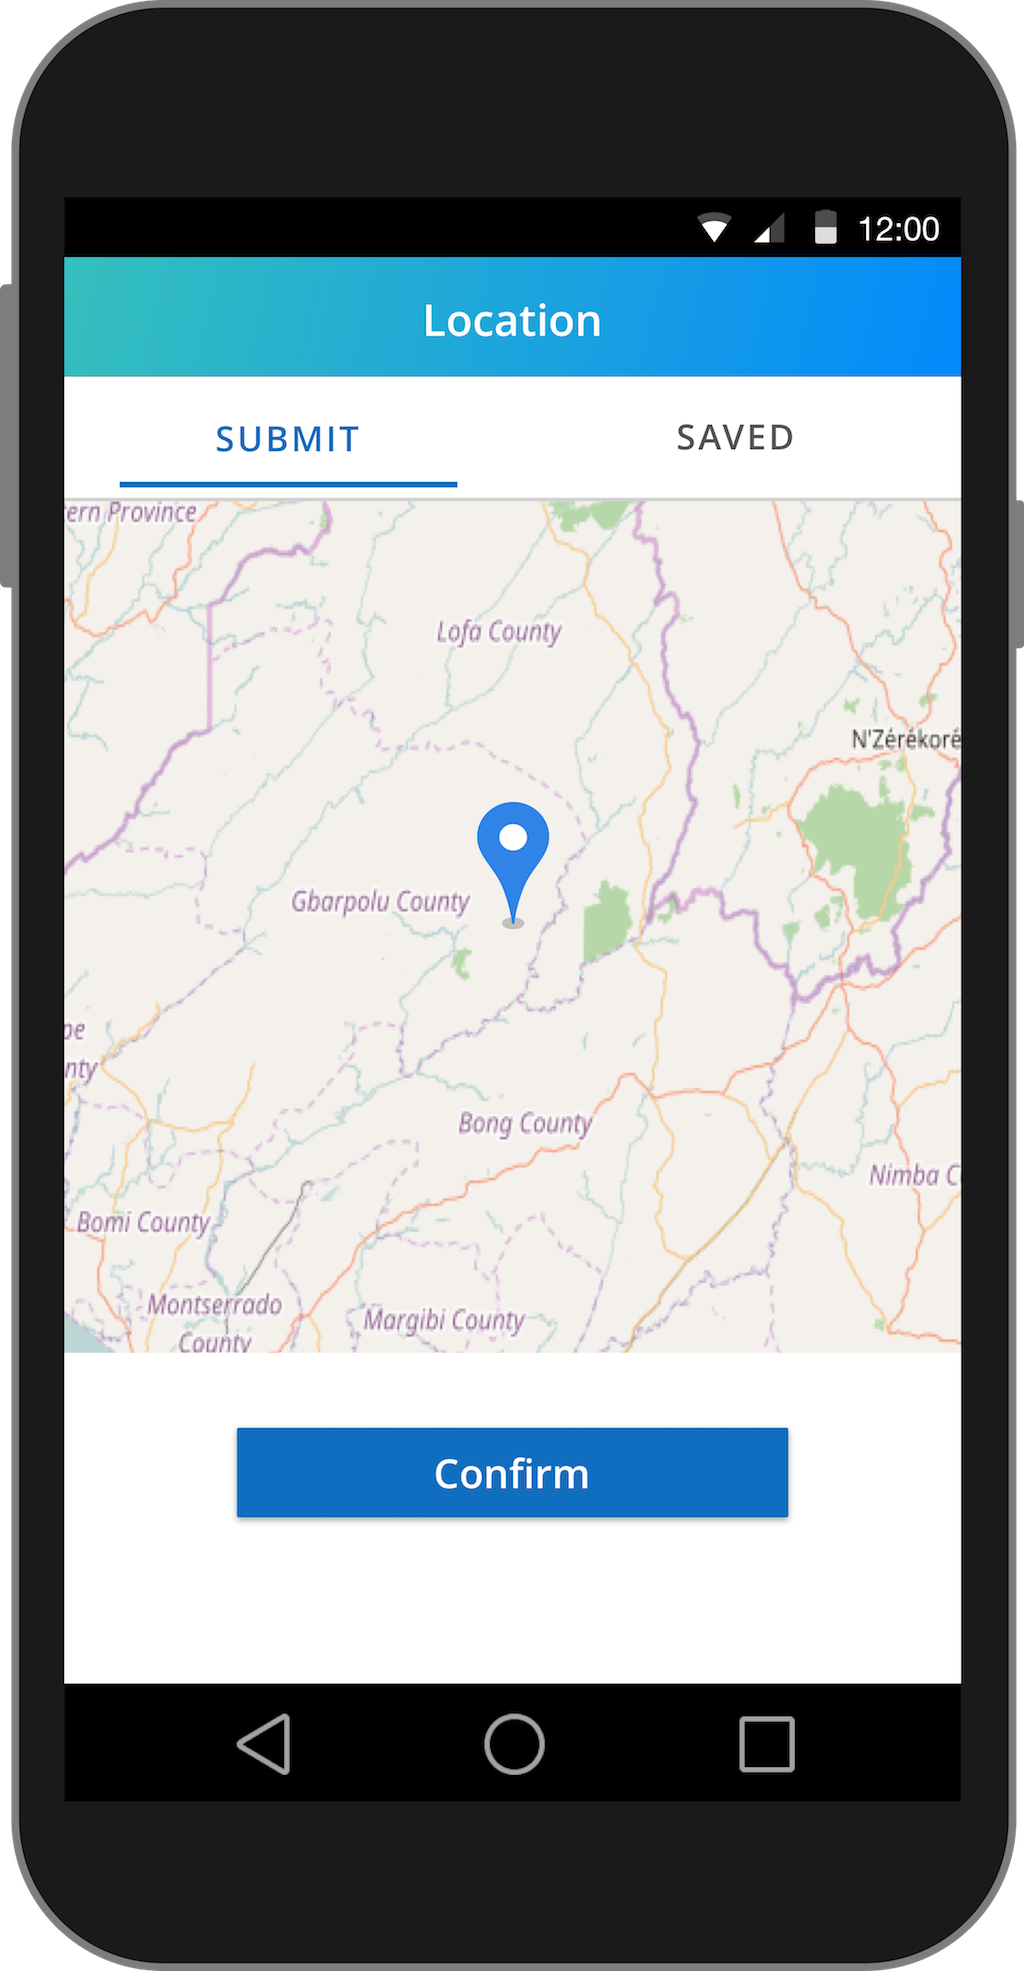 12:00
Location
SUBMIT
SAVED
ern Province
Lofa County
N'Zérékoré
Gbarpolu County
pe
nty
Bong County
Nimba C
Bomi County
Montserrado
County
Margibi County
Confirm